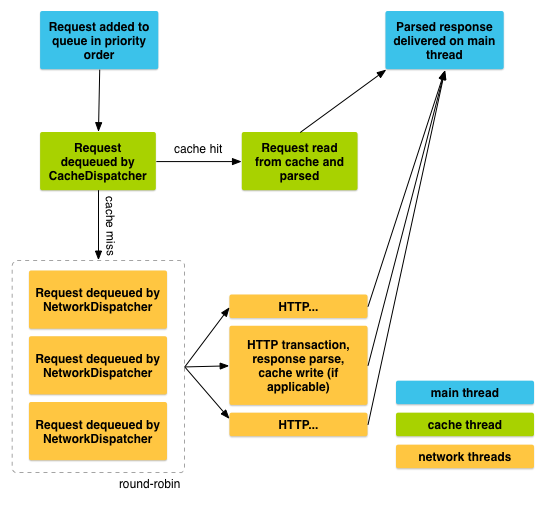 Request added to
queue in priority
order
Parsed response
delivered on main
thread
Request
dequeued by
CacheDispatcher
cache hit
Request read
from cache and
parsed
cache miss
Request dequeued by
NetworkDispatcher
Request dequeued by
NetworkDispatcher
Request dequeued by
NetworkDispatcher
round-robin
HTTP...
HTTP transaction,
response parse,
cache write (if
applicable)
HTTP...
main thread
cache thread
network threads